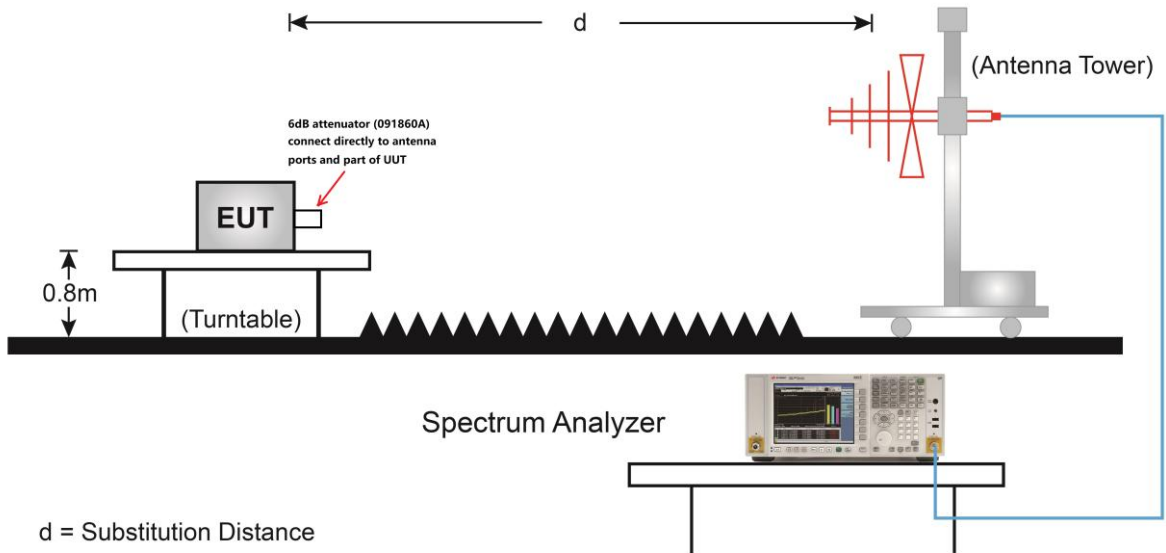 d
(Antenna Tower)
6dB attenuator (091860A)
connect directly to antenna
ports and part of UUT
EUT
0.8m
(Turntable)
Spectrum Analyzer
d = Substitution Distance